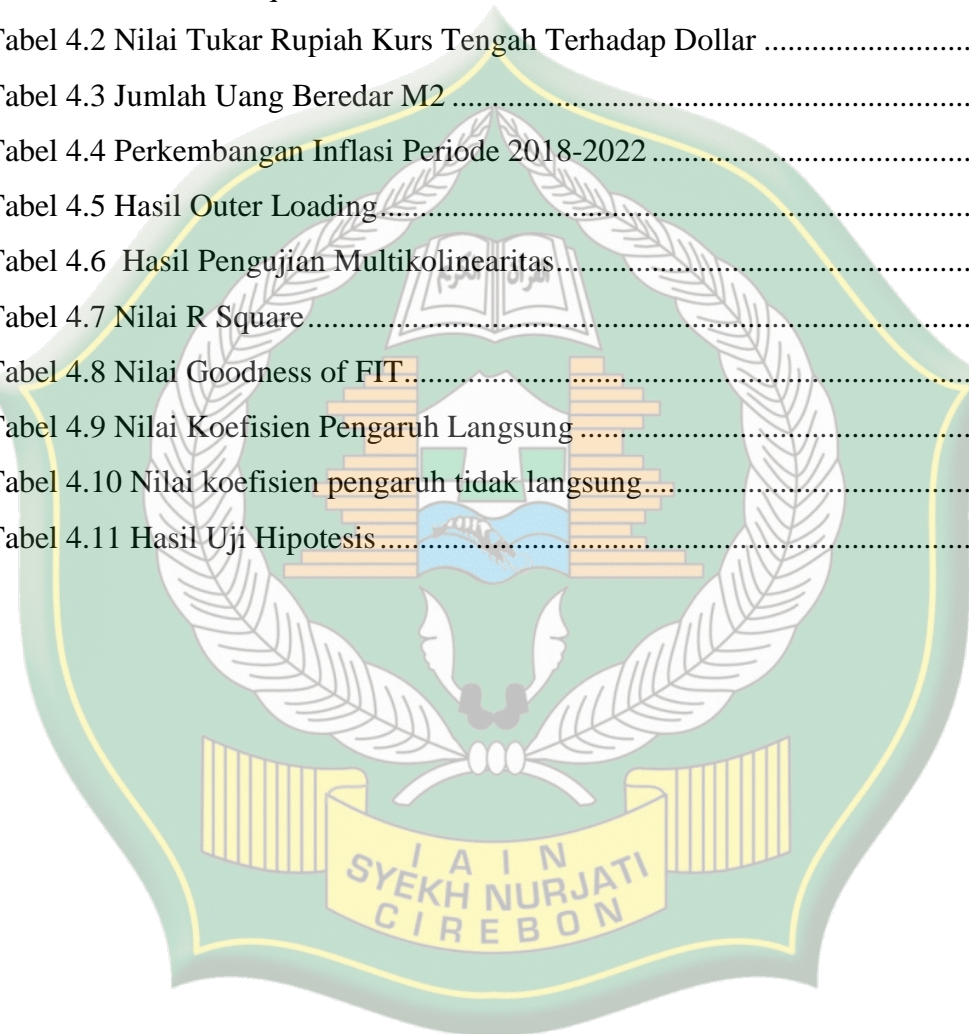 Tabel 4.2 Nilai Tukar Rupiah Kurs Tengah Terhadap Dollar ..........................
Tabel 4.3 Jumlah Uang Beredar M2 .................................................................
Tabel 4.4 Perkembangan Inflasi Periode 2018-2022 ........................................
Tabel 4.5 Hasil Outer Loading..........................................................................
Tabel 4.6  Hasil Pengujian Multikolinearitas....................................................
Tabel 4.7 Nilai R Square...................................................................................
Tabel 4.8 Nilai Goodness of FIT.......................................................................
Tabel 4.9 Nilai Koefisien Pengaruh Langsung .................................................
Tabel 4.10 Nilai koefisien pengaruh tidak langsung.........................................
Tabel 4.11 Hasil Uji Hipotesis ..........................................................................
القرآن الكريم
IAIN
SYEKH NURJATI
CIREBON